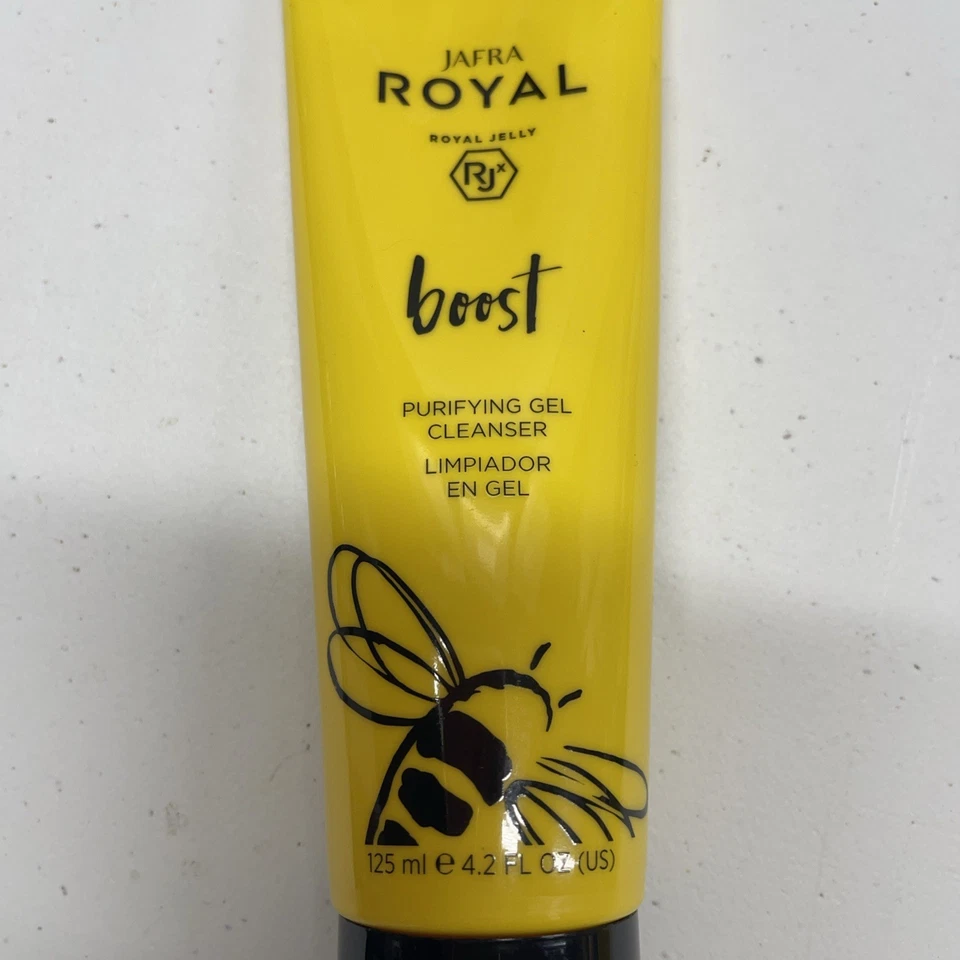 JAFRA
ROYAL
ROYAL JELLY
RJx
boost
PURIFYING GEL
CLEANSER
LIMPIADOR
EN GEL
125 ml ℮ 4.2 FL OZ (US)